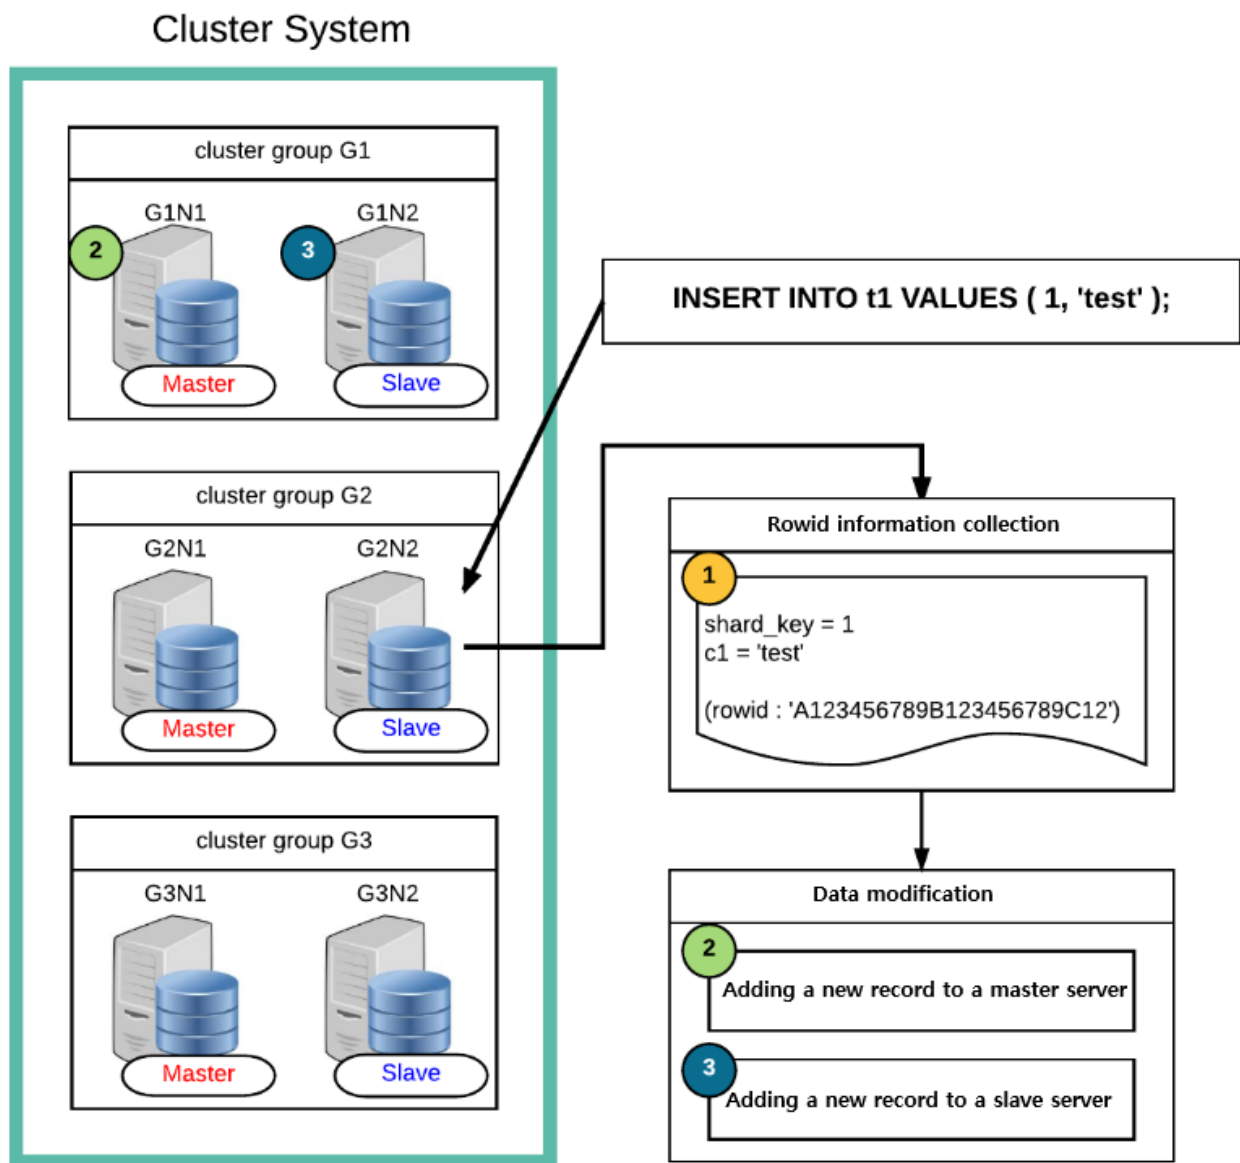 Cluster System
cluster group G1
G1N1
G1N2
2
3
Master
Slave
INSERT INTO t1 VALUES ( 1, 'test' );
cluster group G2
G2N1
G2N2
Master
Slave
Rowid information collection
1
shard_key = 1
c1 = 'test'
(rowid : 'A123456789B123456789C12')
cluster group G3
G3N1
G3N2
Master
Slave
Data modification
2
Adding a new record to a master server
3
Adding a new record to a slave server